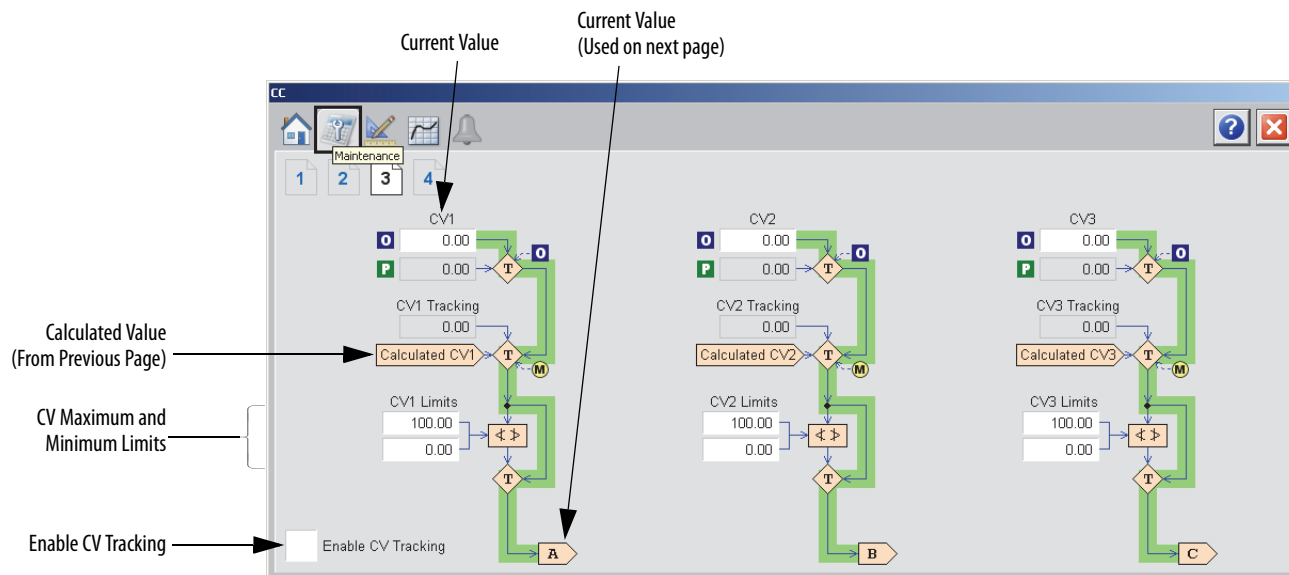 Current Value
Current Value
(Used on next page)
CC
?
Maintenance
1 2 3 4
CV1 CV2 CV3
O 0.00 O O 0.00 O O 0.00 O
P 0.00 T P 0.00 T P 0.00 T
CV1 Tracking CV2 Tracking CV3 Tracking
0.00 0.00 0.00
Calculated Value
(From Previous Page)
Calculated CV1 T Calculated CV2 T Calculated CV3 T
M M M
CV Maximum and
Minimum Limits
CV1 Limits CV2 Limits CV3 Limits
100.00 100.00 100.00
0.00 0.00 0.00
T T T
Enable CV Tracking
Enable CV Tracking
A B C